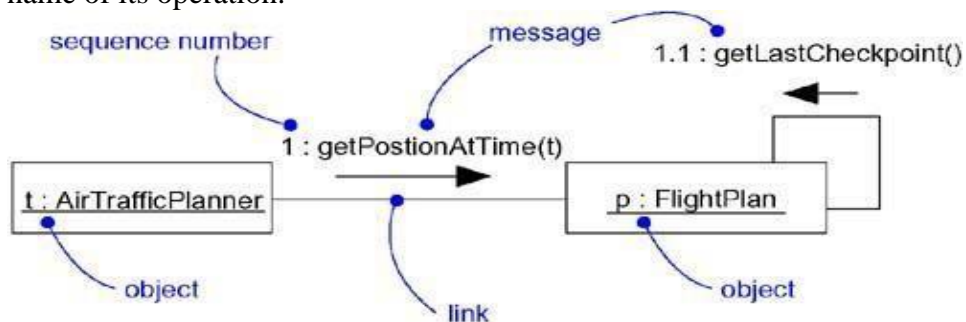 name of its operation.
sequence number
message
1.1 : getLastCheckpoint()
1 : getPostionAtTime(t)
t : AirTrafficPlanner
p : FlightPlan
object
link
object